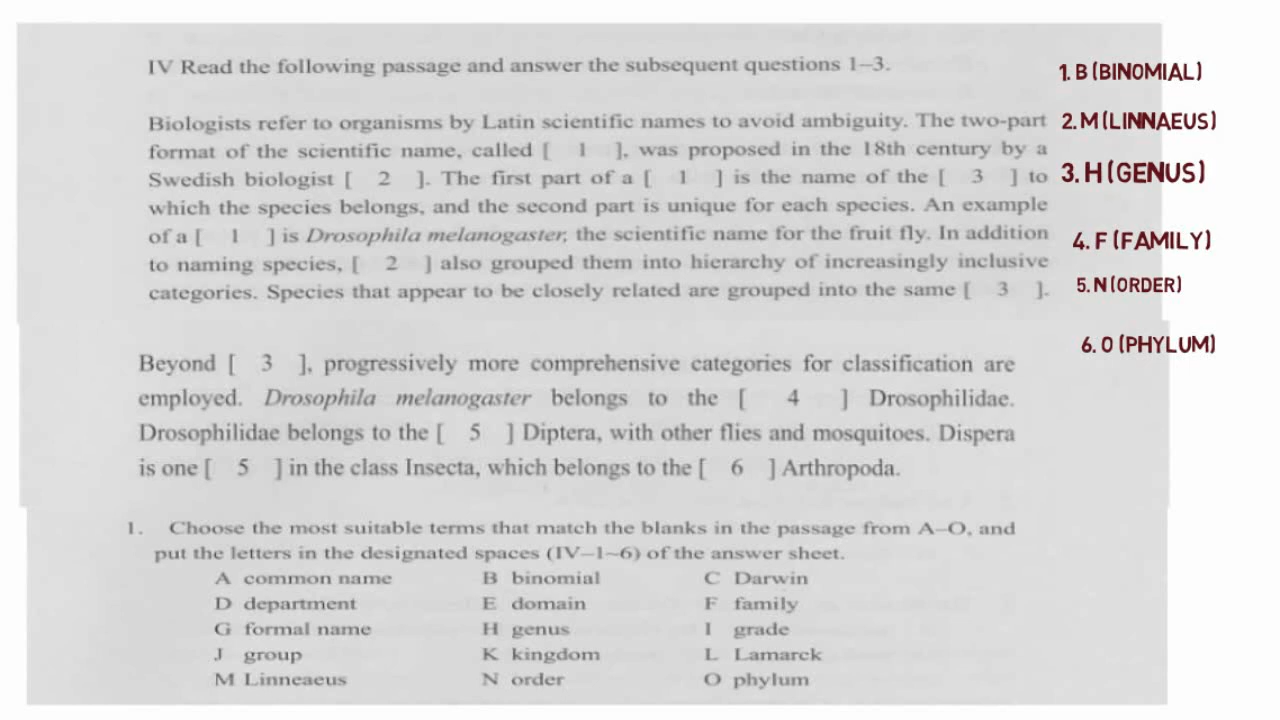 IV Read the following passage and answer the subsequent questions 1–3.
Biologists refer to organisms by Latin scientific names to avoid ambiguity. The two-part
format of the scientific name, called [ 1 ], was proposed in the 18th century by a
Swedish biologist [ 2 ]. The first part of a [ 1 ] is the name of the [ 3 ] to
which the species belongs, and the second part is unique for each species. An example
of a [ 1 ] is Drosophila melanogaster, the scientific name for the fruit fly. In addition
to naming species, [ 2 ] also grouped them into hierarchy of increasingly inclusive
categories. Species that appear to be closely related are grouped into the same [ 3 ].
Beyond [ 3 ], progressively more comprehensive categories for classification are
employed. Drosophila melanogaster belongs to the [ 4 ] Drosophilidae.
Drosophilidae belongs to the [ 5 ] Diptera, with other flies and mosquitoes. Dispera
is one [ 5 ] in the class Insecta, which belongs to the [ 6 ] Arthropoda.
1. Choose the most suitable terms that match the blanks in the passage from A–O, and
put the letters in the designated spaces (IV–1~6) of the answer sheet.
A common name B binomial C Darwin
D department E domain F family
G formal name H genus I grade
J group K kingdom L Lamarck
M Linneaeus N order O phylum
1. B (BINOMIAL)
2. M (LINNAEUS)
3. H (GENUS)
4. F (FAMILY)
5. N (ORDER)
6. O (PHYLUM)